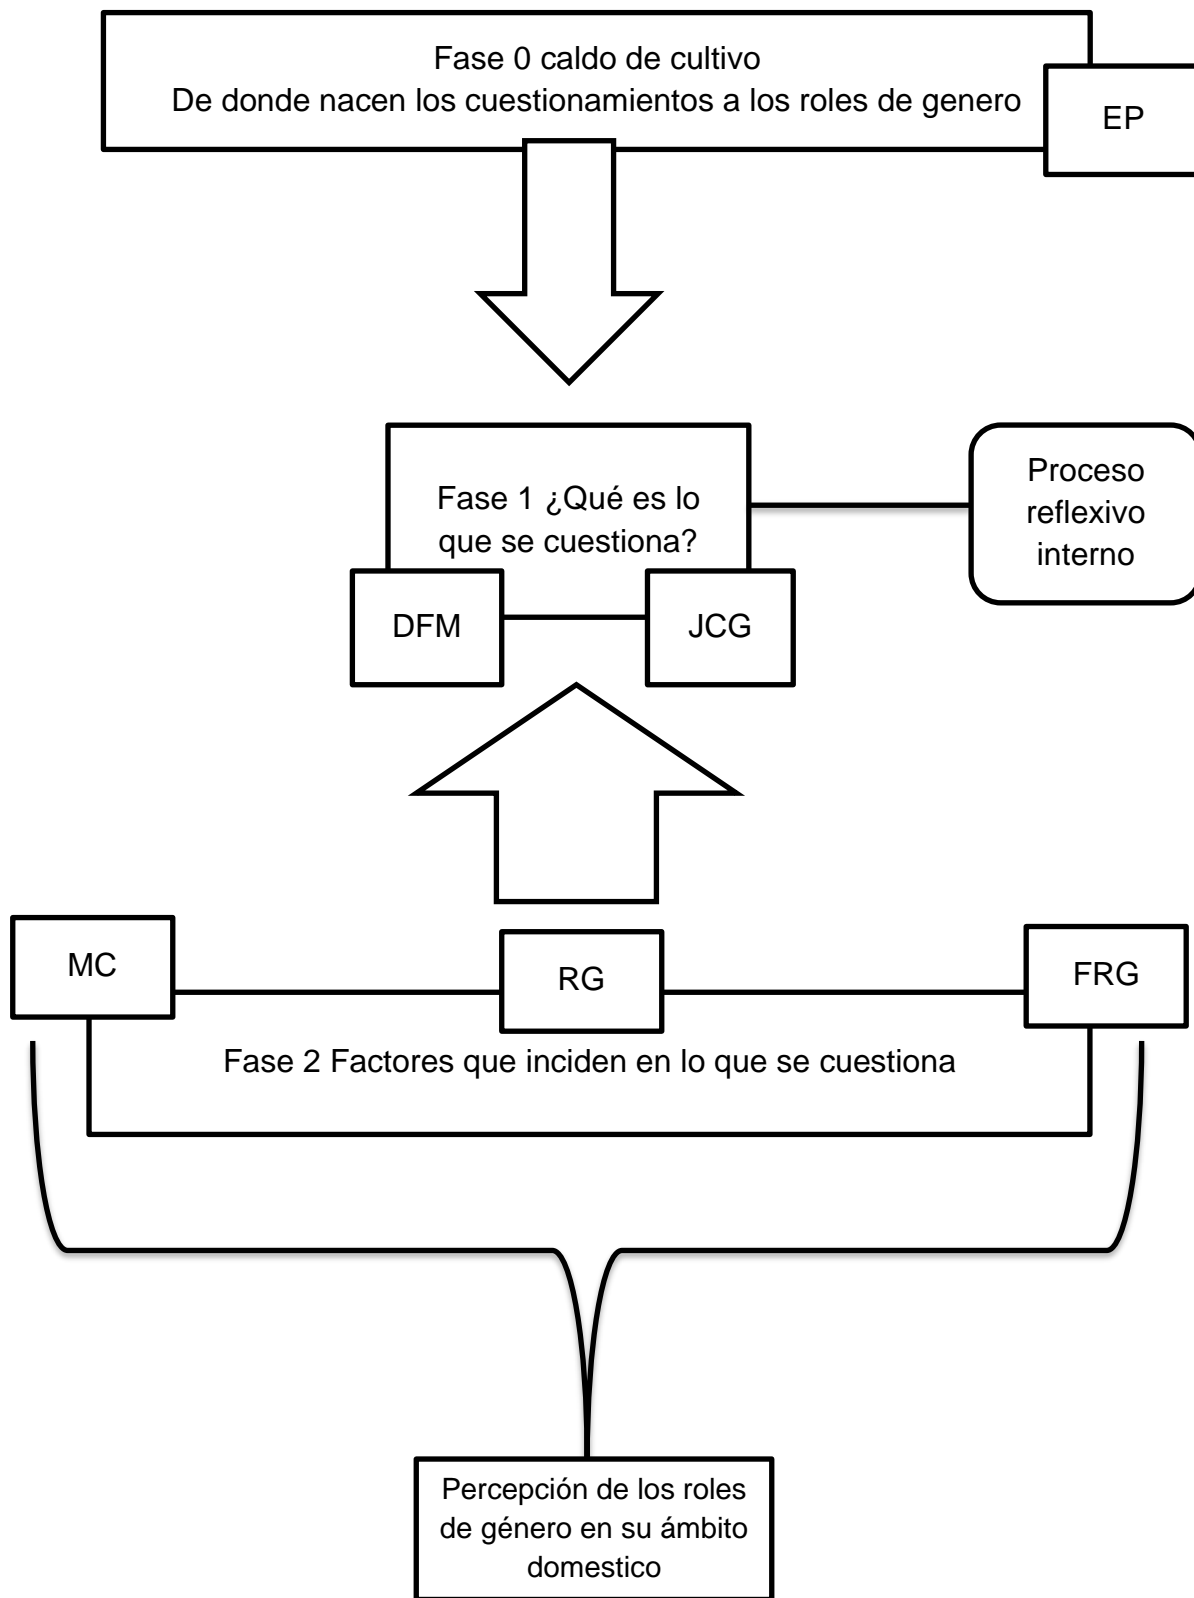 Fase 0 caldo de cultivo
De donde nacen los cuestionamientos a los roles de genero
EP
Fase 1 ¿Qué es lo
que se cuestiona?
Proceso
reflexivo
interno
DFM
JCG
MC
RG
FRG
Fase 2 Factores que inciden en lo que se cuestiona
Percepción de los roles
de género en su ámbito
domestico